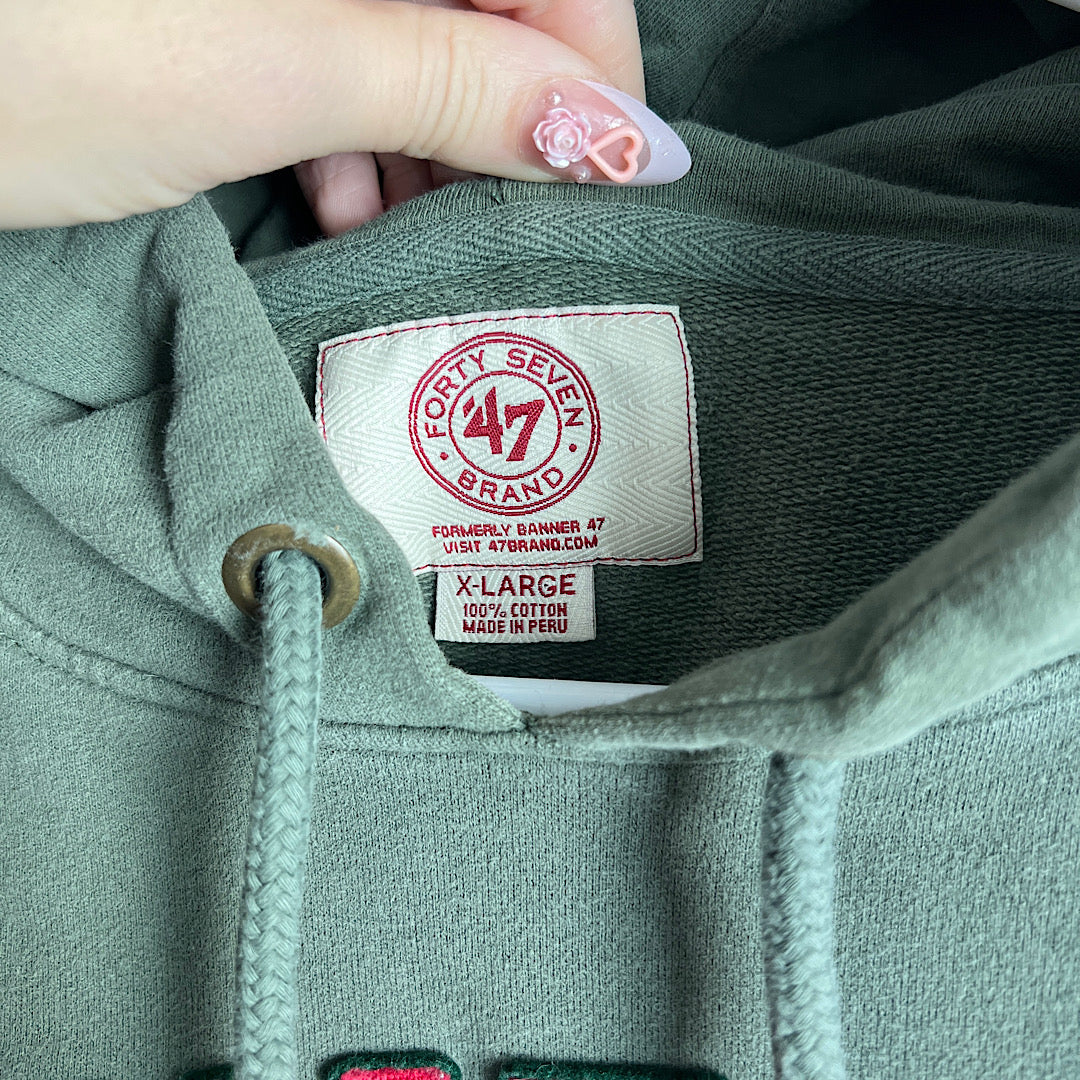 FORTY SEVEN
'47
BRAND
FORMERLY BANNER 47
VISIT 47BRAND.COM
X-LARGE
100% COTTON
MADE IN PERU